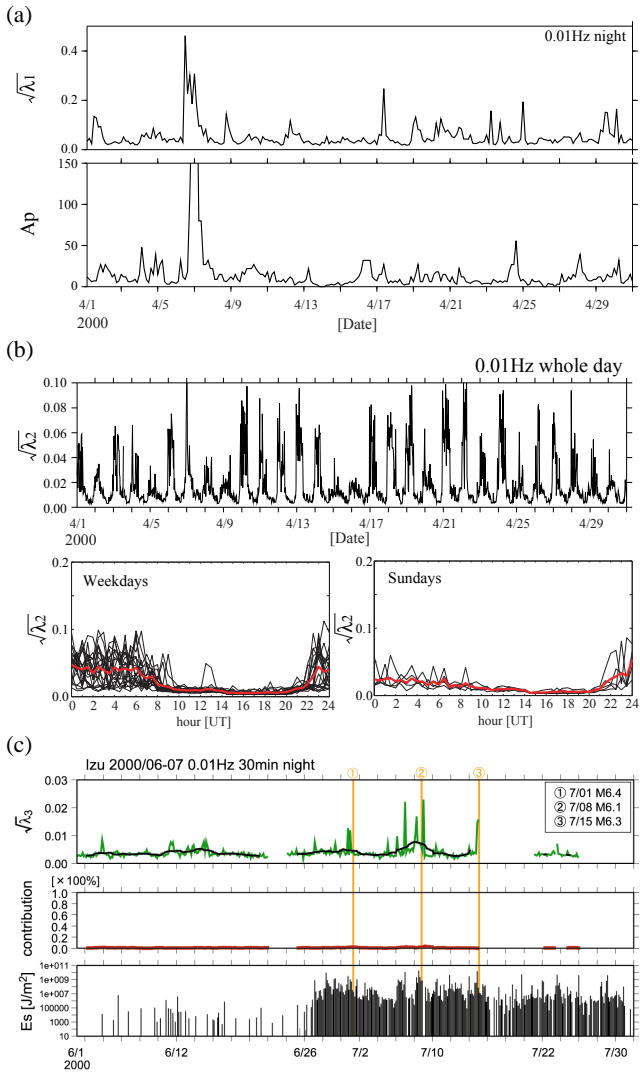 (a)
0.01Hz night
√λ1
0.4
0.2
0.0
Ap
150
100
50
0
4/1 4/5 4/9 4/13 4/17 4/21 4/25 4/29
2000 [Date]
(b)
0.01Hz whole day
√λ2
0.10
0.08
0.06
0.04
0.02
0.00
4/1 4/5 4/9 4/13 4/17 4/21 4/25 4/29
2000 [Date]
Weekdays
√λ2
0.2
0.1
0.0
0 2 4 6 8 10 12 14 16 18 20 22 24
hour [UT]
Sundays
√λ2
0.2
0.1
0.0
0 2 4 6 8 10 12 14 16 18 20 22 24
hour [UT]
(c)
Izu 2000/06-07 0.01Hz 30min night
① ② ③
① 7/01 M6.4
② 7/08 M6.1
③ 7/15 M6.3
√λ3
0.03
0.02
0.01
0.00
[×100%]
contribution
1.0
0.8
0.6
0.4
0.2
0.0
Es [J/m²]
1e+011
1e+009
1e+007
100000
1000
10
6/1 6/12 6/26 7/2 7/10 7/22 7/30
2000